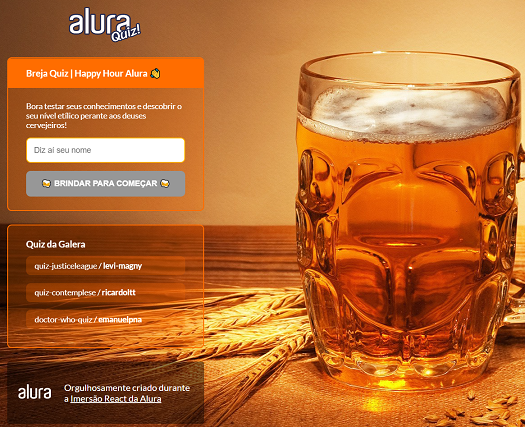 alura
Quiz!
Breja Quiz | Happy Hour Alura
Bora testar seus conhecimentos e descobrir o
seu nível etílico perante aos deuses
cervejeiros!
Diz aí seu nome
BRINDAR PARA COMEÇAR
Quiz da Galera
quiz-justiceleague / levi-magny
quiz-contemplese / ricardoltt
doctor-who-quiz / emanuelpna
alura
Orgulhosamente criado durante
a Imersão React da Alura